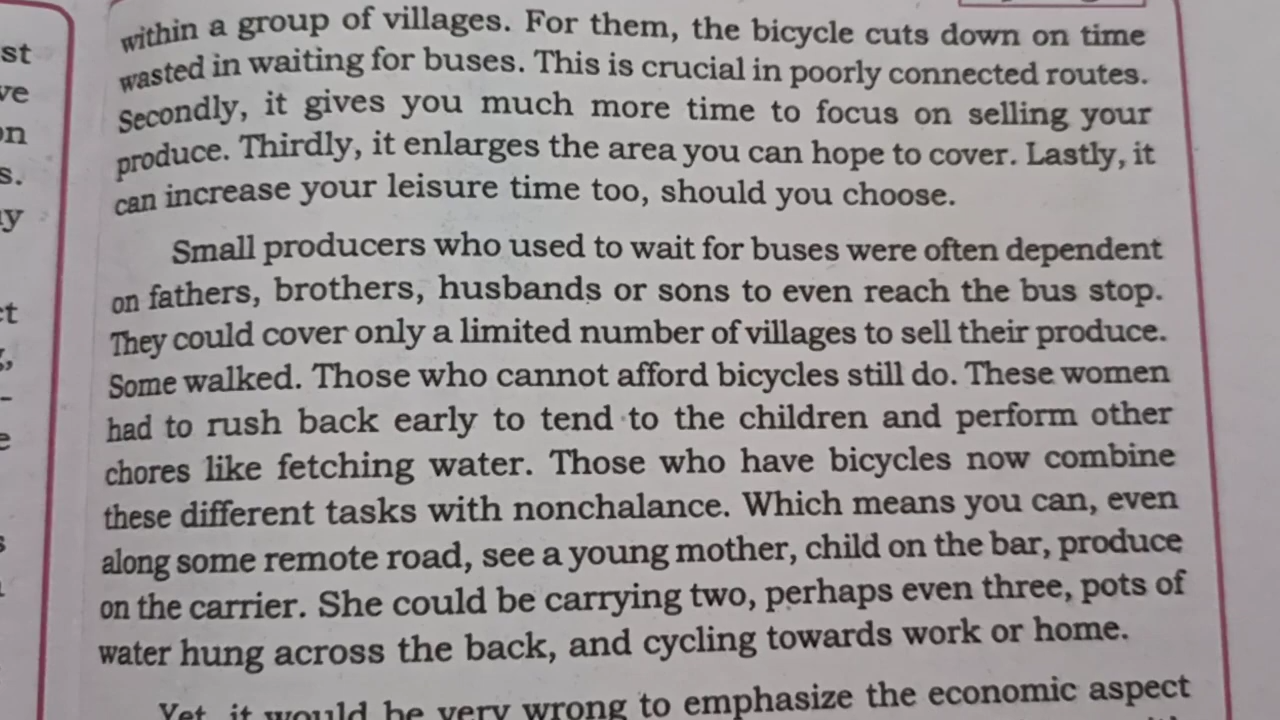 st
ve
on
s.
y
ct
-
e
s
within a group of villages. For them, the bicycle cuts down on time
wasted in waiting for buses. This is crucial in poorly connected routes.
Secondly, it gives you much more time to focus on selling your
produce. Thirdly, it enlarges the area you can hope to cover. Lastly, it
can increase your leisure time too, should you choose.
Small producers who used to wait for buses were often dependent
on fathers, brothers, husbands or sons to even reach the bus stop.
They could cover only a limited number of villages to sell their produce.
Some walked. Those who cannot afford bicycles still do. These women
had to rush back early to tend to the children and perform other
chores like fetching water. Those who have bicycles now combine
these different tasks with nonchalance. Which means you can, even
along some remote road, see a young mother, child on the bar, produce
on the carrier. She could be carrying two, perhaps even three, pots of
water hung across the back, and cycling towards work or home.
Yet, it would be very wrong to emphasize the economic aspect